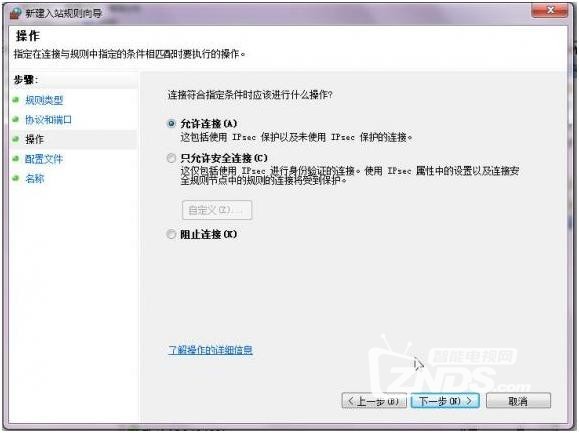 新建入站规则向导
操作
指定在连接与规则中指定的条件相匹配时要执行的操作。
步骤:
规则类型
协议和端口
操作
配置文件
名称
连接符合指定条件时应该进行什么操作?
允许连接(A)
这包括使用 IPsec 保护以及未使用 IPsec 保护的连接。
只允许安全连接(C)
这仅包括使用 IPsec 进行身份验证的连接。使用 IPsec 属性中的设置以及连接安
全规则节点中的规则的连接将受到保护。
自定义(Z)...
阻止连接(K)
了解操作的详细信息
智能电视网
ZNDS.com
< 上一步(B)
下一步(N) >
取消